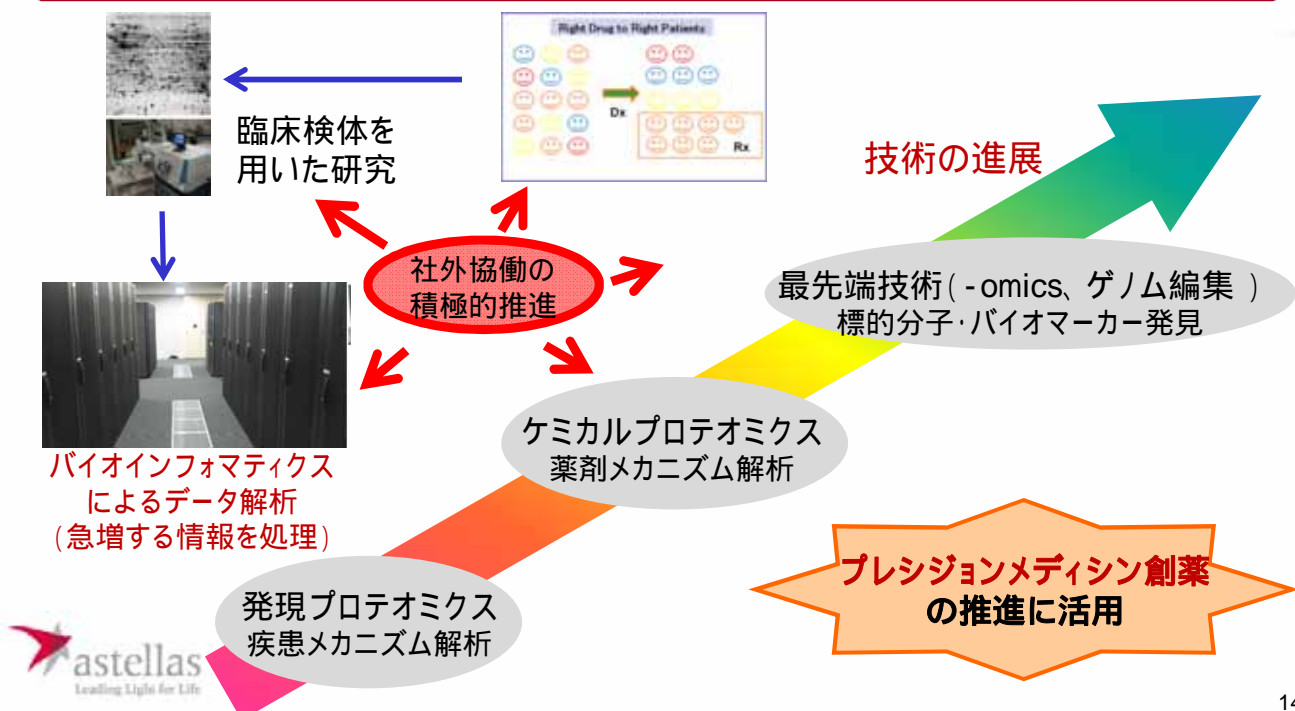 Right Drug to Right Patients
Dx
Rx
臨床検体を
用いた研究
技術の進展
社外協働の
積極的推進
最先端技術（-omics、ゲノム編集 ）
標的分子･バイオマーカー発見
ケミカルプロテオミクス
薬剤メカニズム解析
バイオインフォマティクス
によるデータ解析
（急増する情報を処理）
プレシジョンメディシン創薬
の推進に活用
発現プロテオミクス
疾患メカニズム解析
astellas
Leading Light for Life
14